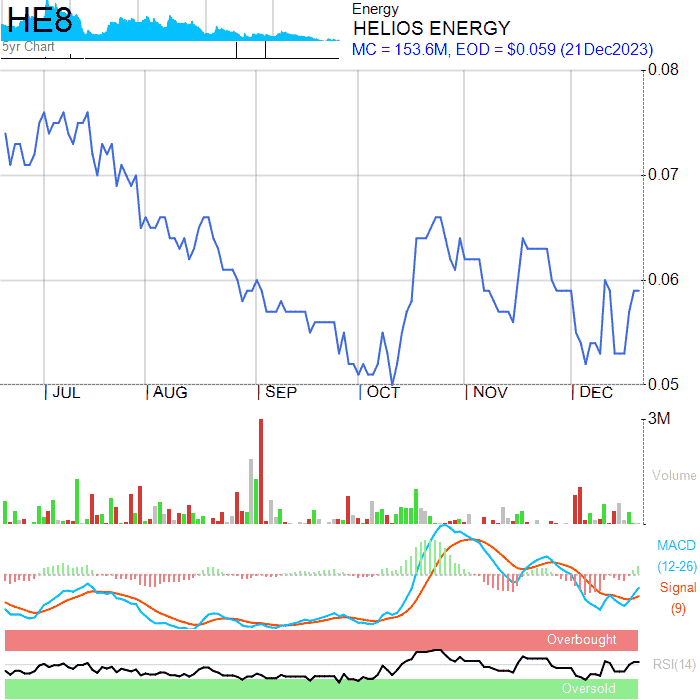 HE8
5yr Chart
Energy
HELIOS ENERGY
MC = 153.6M, EOD = $0.059 (21Dec2023)
0.08
0.07
0.06
0.05
JUL AUG SEP OCT NOV DEC
3M
Volume
MACD
(12-26)
Signal
(9)
Overbought
RSI(14)
Oversold